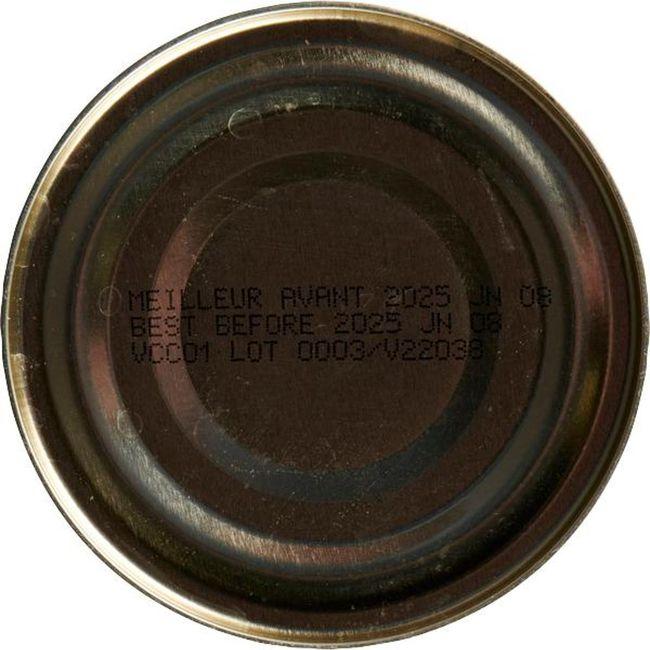 MEILLEUR AVANT 2025 JN 08
BEST BEFORE 2025 JN 08
VCC01 LOT 0003/V22038